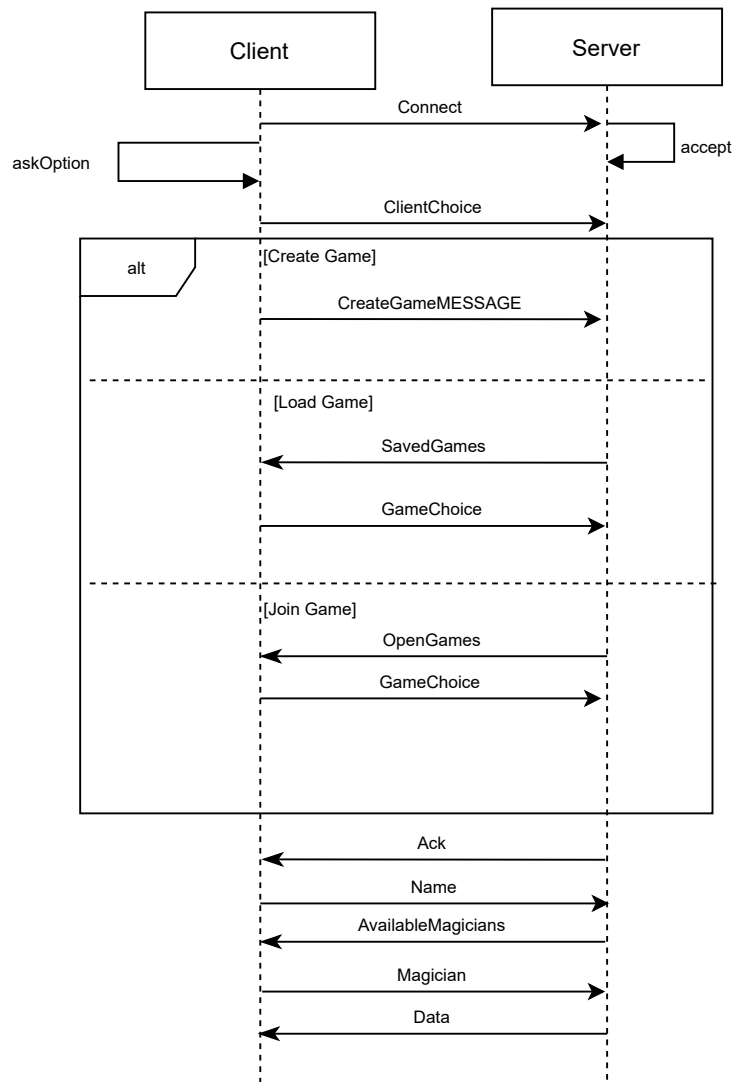 Client
Server
Connect
accept
askOption
ClientChoice
alt
[Create Game]
CreateGameMESSAGE
[Load Game]
SavedGames
GameChoice
[Join Game]
OpenGames
GameChoice
Ack
Name
AvailableMagicians
Magician
Data